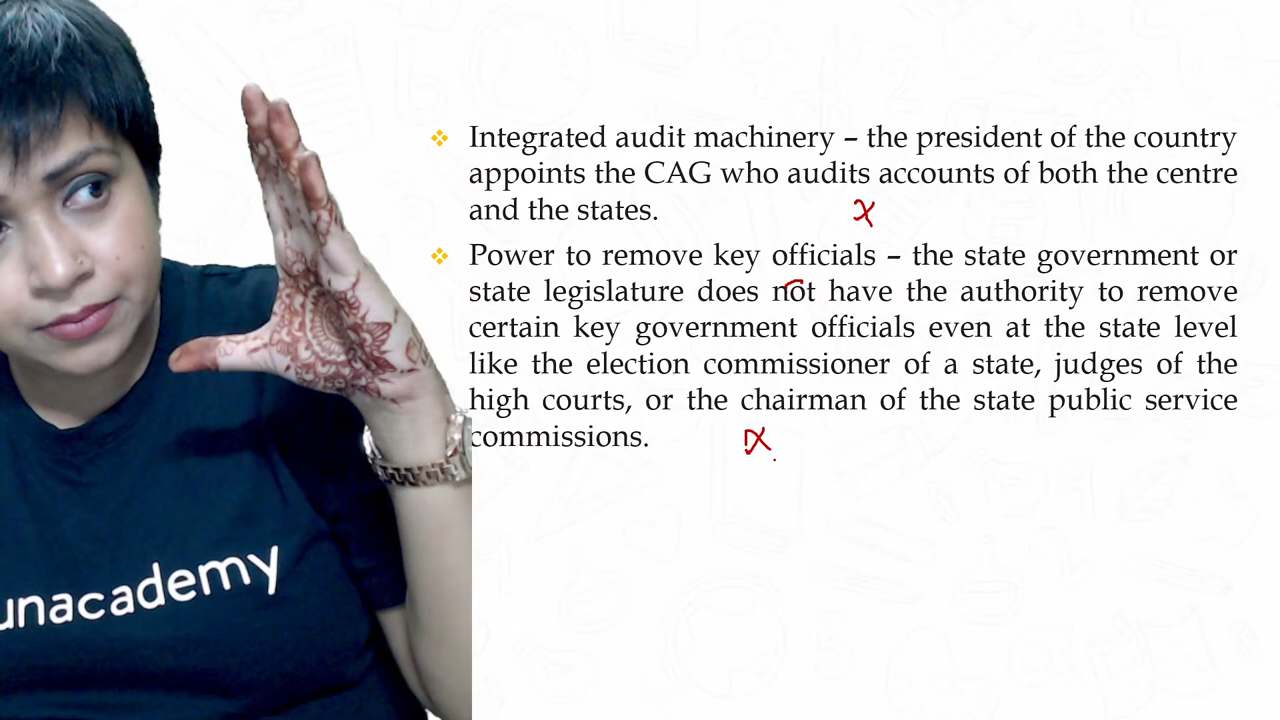 Integrated audit machinery – the president of the country
appoints the CAG who audits accounts of both the centre
and the states.
x
Power to remove key officials – the state government or
state legislature does not have the authority to remove
certain key government officials even at the state level
like the election commissioner of a state, judges of the
high courts, or the chairman of the state public service
commissions.
x
unacademy